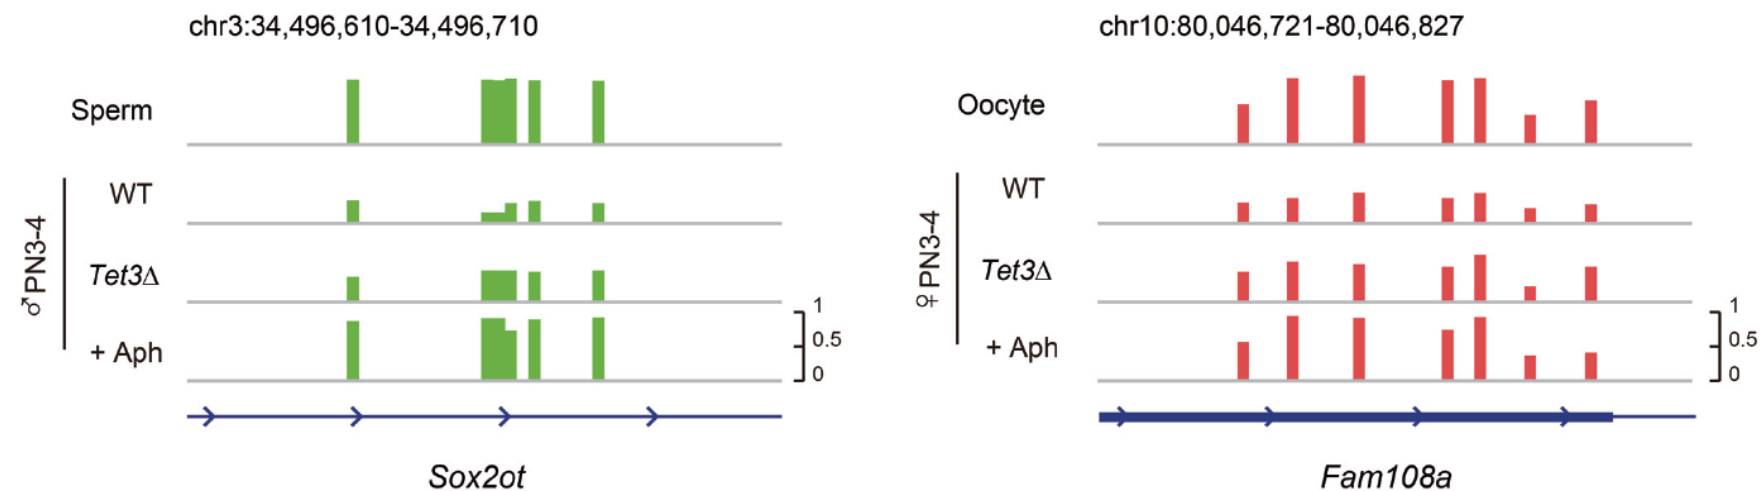 chr3:34,496,610-34,496,710
Sperm
♂PN3-4
WT
Tet3Δ
+ Aph
1
0.5
0
Sox2ot
chr10:80,046,721-80,046,827
Oocyte
♀PN3-4
WT
Tet3Δ
+ Aph
1
0.5
0
Fam108a